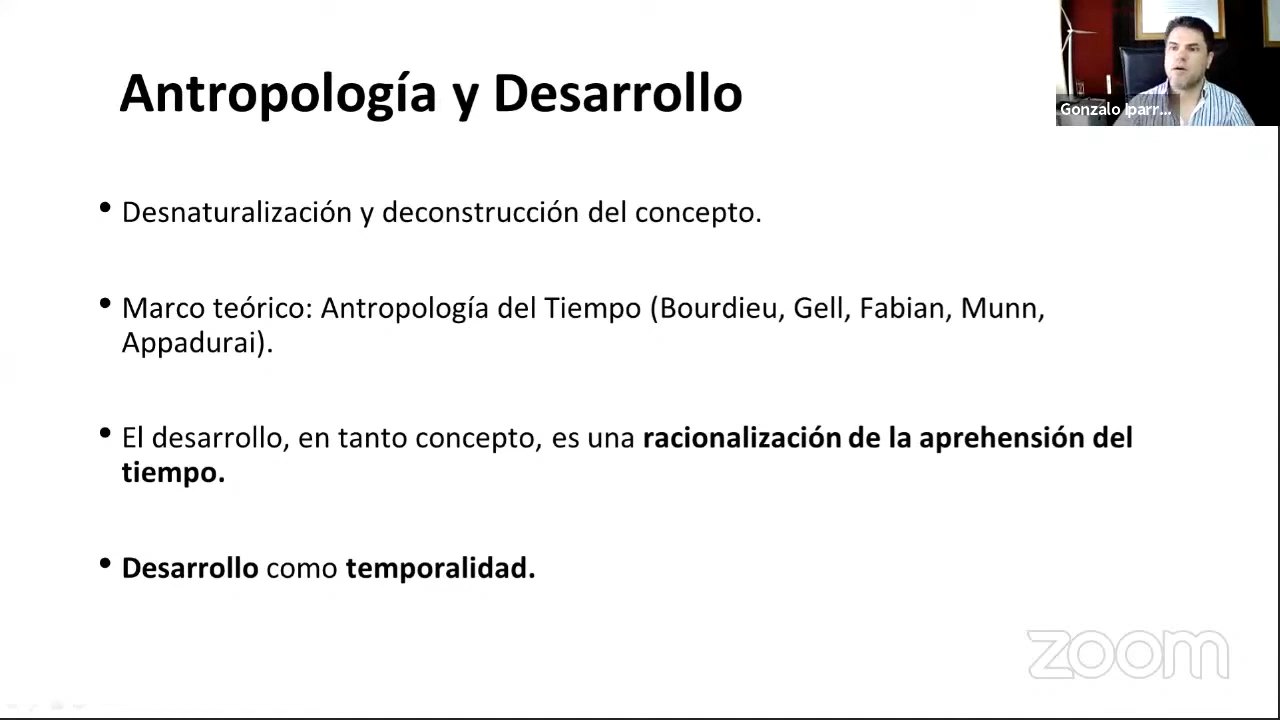 Antropología y Desarrollo
Gonzalo Iparr...
• Desnaturalización y deconstrucción del concepto.
• Marco teórico: Antropología del Tiempo (Bourdieu, Gell, Fabian, Munn,
Appadurai).
• El desarrollo, en tanto concepto, es una racionalización de la aprehensión del
tiempo.
• Desarrollo como temporalidad.
zoom